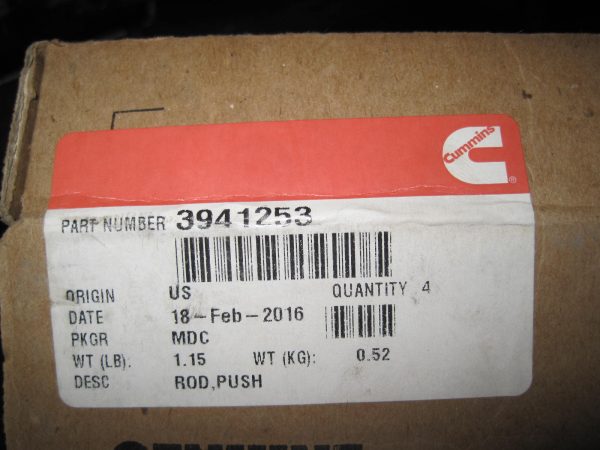 Cummins
PART NUMBER 3941253
ORIGIN US QUANTITY 4
DATE 18-Feb-2016
PKGR MDC
WT (LB): 1.15 WT (KG): 0.52
DESC ROD,PUSH